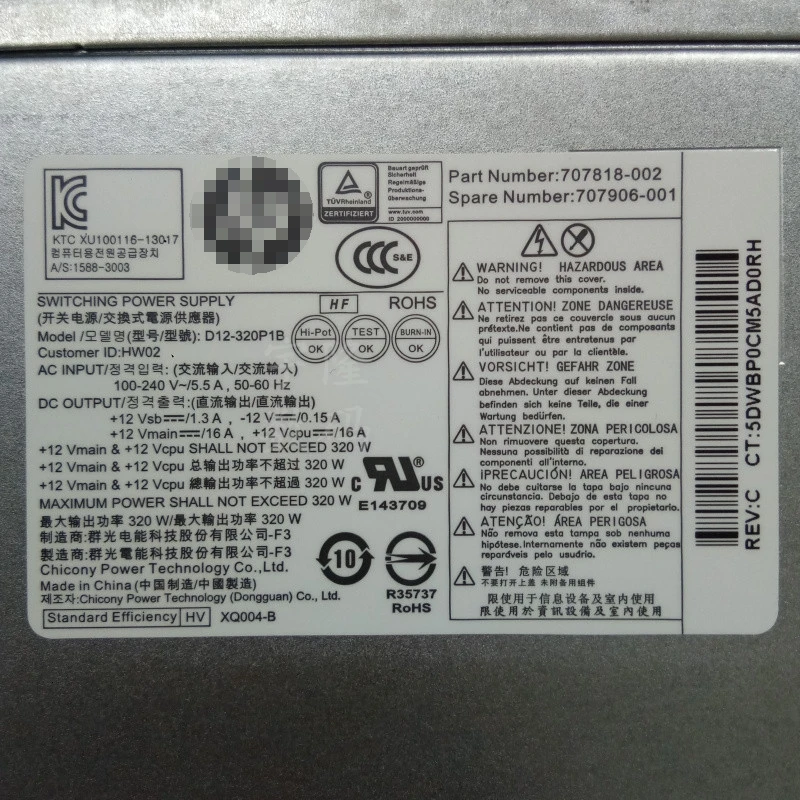 KC
KTC XU100116-13017
컴퓨터용전원공급장치
A/S:1588-3003
TÜVRheinland
ZERTIFIZIERT
Bauart geprüft
Sicherheit
Regelmäßige
Produktions-
überwachung
www.tuv.com
ID 2000000000
CCC S&E
Part Number:707818-002
Spare Number:707906-001
SWITCHING POWER SUPPLY
HF
ROHS
(开关电源/交換式電源供應器)
Model /모델명(型号/型號): D12-320P1B
Customer ID:HW02
Hi-Pot
OK
TEST
OK
BURN-IN
OK
AC INPUT/정격입력: (交流输入/交流輸入)
100-240 V~/5.5 A , 50-60 Hz
DC OUTPUT/정격출력:(直流输出/直流輸出)
+12 Vsb⎓/1.3 A , -12 V⎓/0.15 A
+12 Vmain⎓/16 A , +12 Vcpu⎓/16 A
+12 Vmain & +12 Vcpu SHALL NOT EXCEED 320 W
+12 Vmain & +12 Vcpu 总输出功率不超过 320 W
+12 Vmain & +12 Vcpu 總輸出功率不超過 320 W
MAXIMUM POWER SHALL NOT EXCEED 320 W
最大输出功率 320 W/最大輸出功率 320 W
制造商：群光电能科技股份有限公司-F3
製造商：群光電能科技股份有限公司-F3
Chicony Power Technology Co.,Ltd.
Made in China (中国制造/中國製造)
제조자:Chicony Power Technology (Dongguan) Co., Ltd.
Standard Efficiency HV XQ004-B
c RU® US
E143709
10
R35737
RoHS
WARNING! HAZARDOUS AREA
Do not remove this cover.
No serviceable components inside.
ATTENTION! ZONE DANGEREUSE
Ne retirez pas ce couvercle sous aucun
prétexte.Ne contient pas de composants
qui puissent être entretenus par
l'utilisateur ou par la clientèle.
VORSICHT! GEFAHR ZONE
Diese Abdeckung auf keinen Fall
abnehmen. Unter dieser Abdeckung
befinden sich keine Teile, die einer
Wartung bedürfen.
ATTENZIONE! ZONA PERICOLOSA
Non rimuovere questa copertura.
Nessuna possibilità di reparazione dei
componenti all'interno.
¡PRECAUCIÓN! ÁREA PELIGROSA
Ningún componente necesita de
circunstancia. Debajo de esta tapa no
hay piezas reparables por el propietario.
ATENÇÃO! ÁREA PERIGOSA
Não remova esta tampa sob nenhuma
hipótese. Internamente não existem peças
reparáveis pelo usuário.
警告! 危险区域
不要打开上盖 未附备用组件
限使用于信息设备及室内使用
限使用於資訊設備及室內使用
REV:C CT:5DWBP0CM5AD0RH